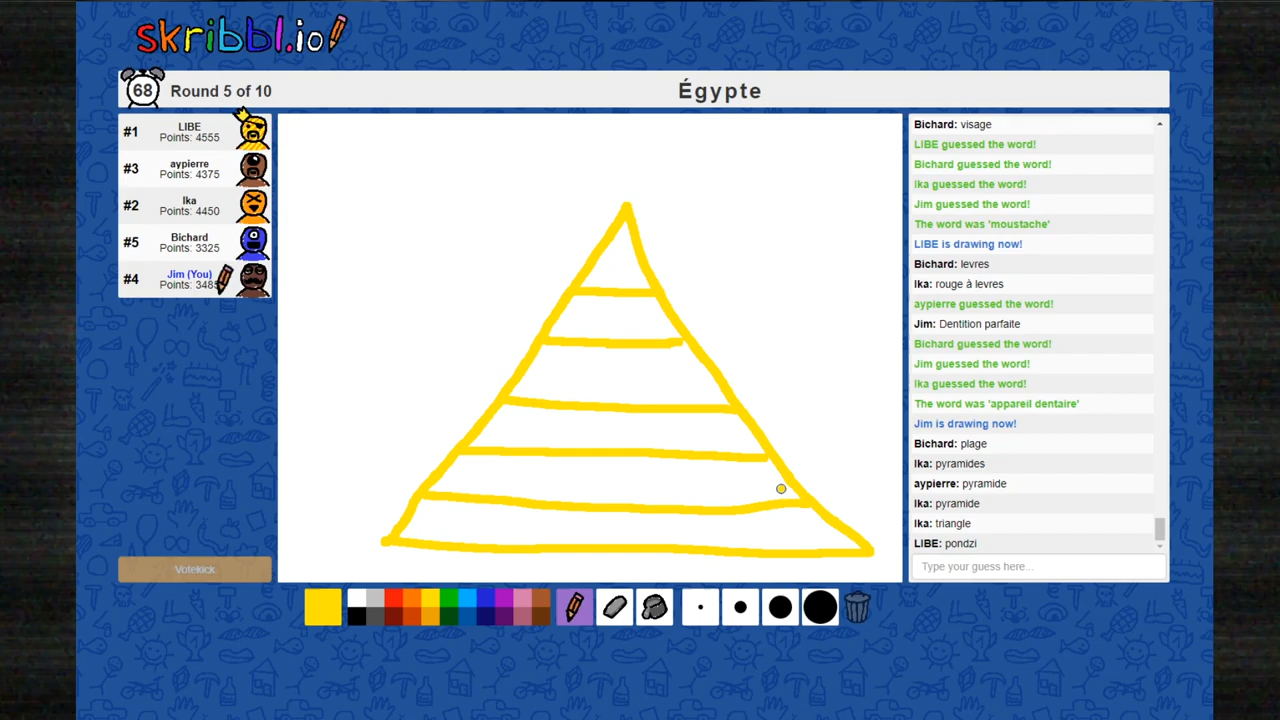 skribbl.io
68
Round 5 of 10
Égypte
#1
LIBE
Points: 4555
#3
aypierre
Points: 4375
#2
Ika
Points: 4450
#5
Bichard
Points: 3325
#4
Jim (You)
Points: 3485
Votekick
Bichard: visage
LIBE guessed the word!
Bichard guessed the word!
Ika guessed the word!
Jim guessed the word!
The word was 'moustache'
LIBE is drawing now!
Bichard: levres
Ika: rouge à levres
aypierre guessed the word!
Jim: Dentition parfaite
Bichard guessed the word!
Jim guessed the word!
Ika guessed the word!
The word was 'appareil dentaire'
Jim is drawing now!
Bichard: plage
Ika: pyramides
aypierre: pyramide
Ika: pyramide
Ika: triangle
LIBE: pondzi
Type your guess here...